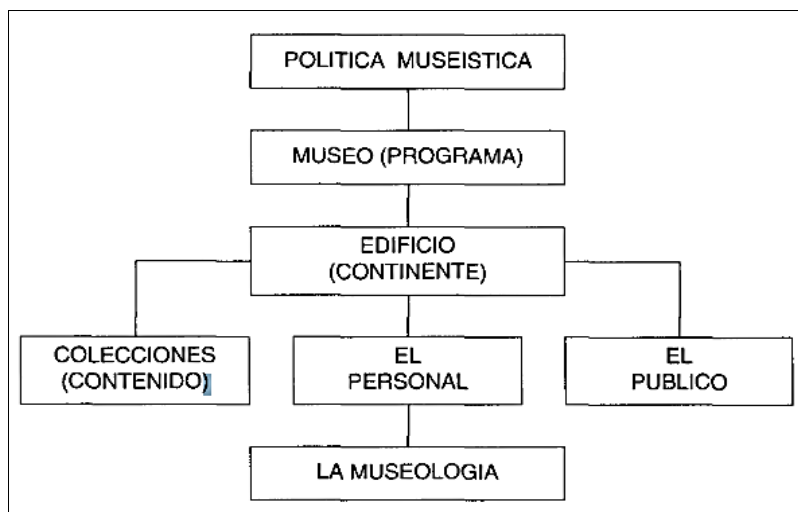 POLITICA MUSEISTICA
MUSEO (PROGRAMA)
EDIFICIO
(CONTINENTE)
COLECCIONES
(CONTENIDO)
EL
PERSONAL
EL
PUBLICO
LA MUSEOLOGIA